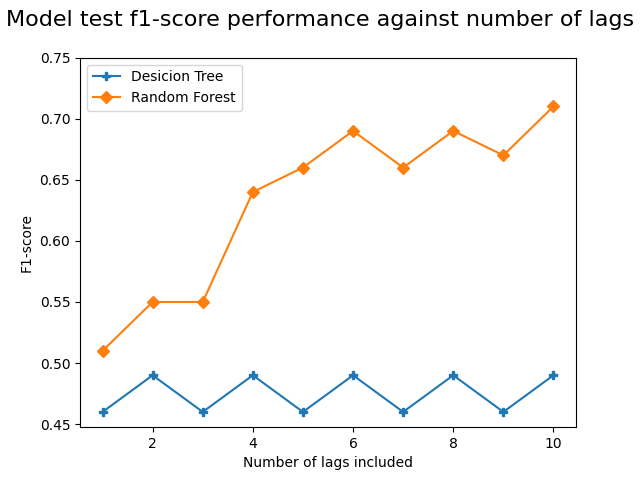 Model test f1-score performance against number of lags
0.75
Desicion Tree
Random Forest
0.70
0.65
0.60
F1-score
0.55
0.50
0.45
2 4 6 8 10
Number of lags included